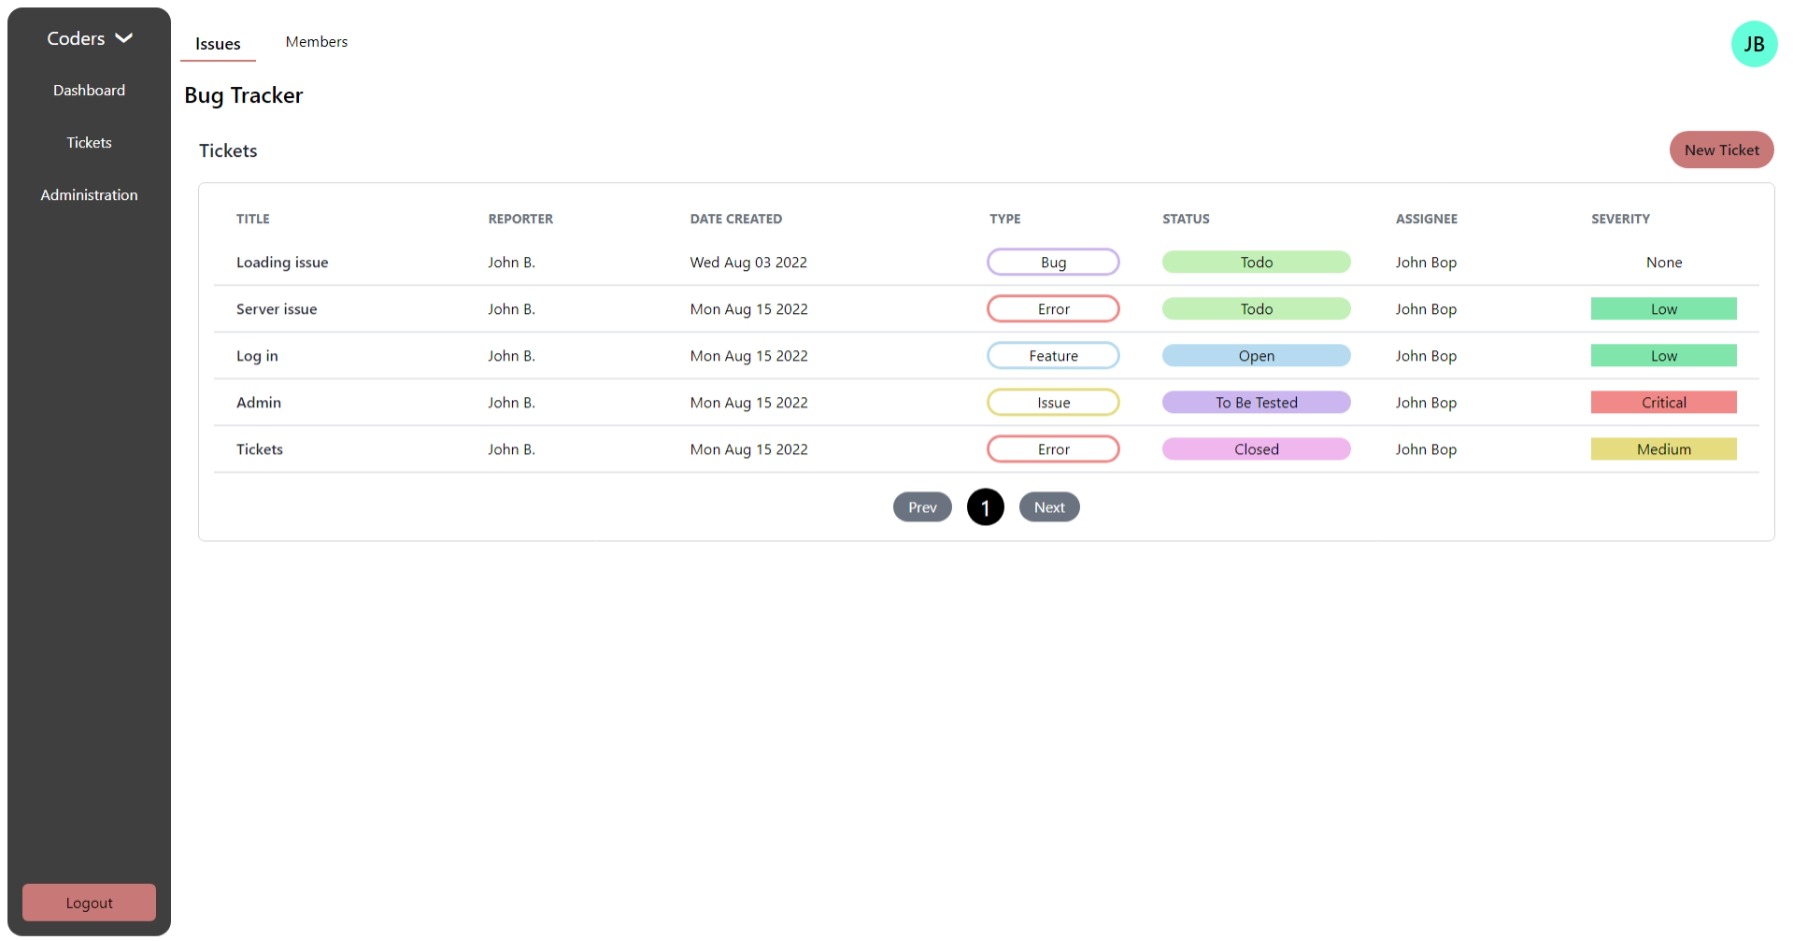 Coders
Dashboard
Tickets
Administration
Logout
Issues Members
JB
Bug Tracker
Tickets
New Ticket
TITLE REPORTER DATE CREATED TYPE STATUS ASSIGNEE SEVERITY
Loading issue John B. Wed Aug 03 2022 Bug Todo John Bop None
Server issue John B. Mon Aug 15 2022 Error Todo John Bop Low
Log in John B. Mon Aug 15 2022 Feature Open John Bop Low
Admin John B. Mon Aug 15 2022 Issue To Be Tested John Bop Critical
Tickets John B. Mon Aug 15 2022 Error Closed John Bop Medium
Prev 1 Next